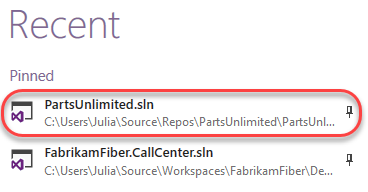 Recent
Pinned
PartsUnlimited.sln
C:\Users\Julia\Source\Repos\PartsUnlimited\PartsUnl...
FabrikamFiber.CallCenter.sln
C:\Users\Julia\Source\Workspaces\FabrikamFiber\De...